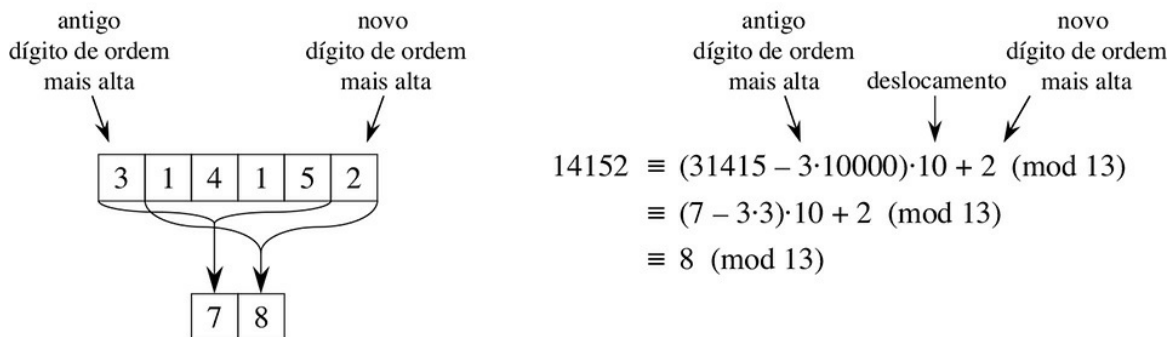 antigo
dígito de ordem
mais alta
novo
dígito de ordem
mais alta
3 1 4 1 5 2
7 8
antigo
dígito de ordem
mais alta
deslocamento
novo
dígito de ordem
mais alta
14152 ≡ (31415 – 3·10000)·10 + 2 (mod 13)
≡ (7 – 3·3)·10 + 2 (mod 13)
≡ 8 (mod 13)